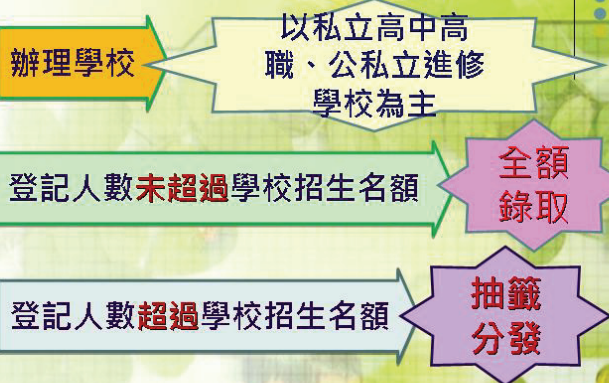 辦理學校
以私立高中高
職、公私立進修
學校為主
登記人數未超過學校招生名額
全額
錄取
登記人數超過學校招生名額
抽籤
分發